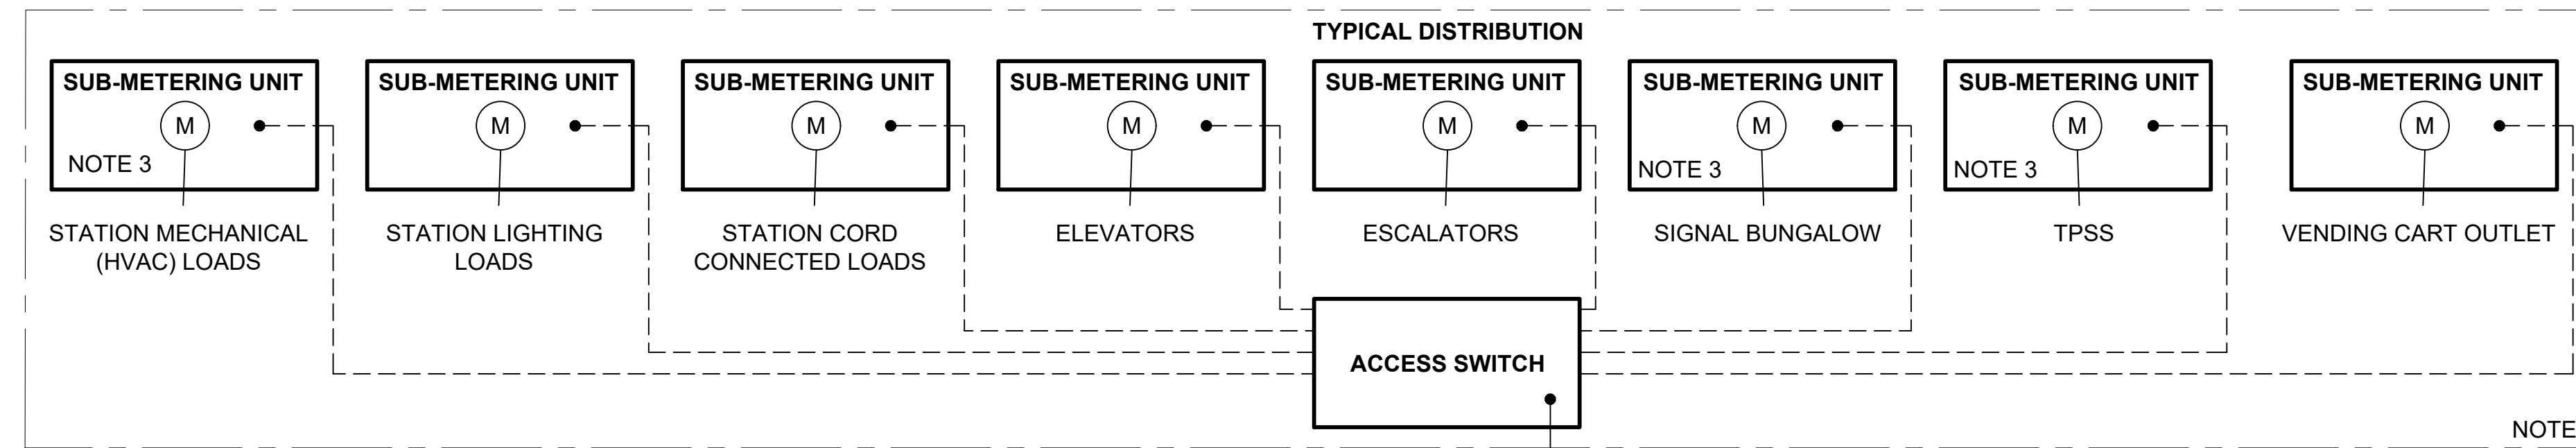 TYPICAL DISTRIBUTION
SUB-METERING UNIT
M
NOTE 3
STATION MECHANICAL
(HVAC) LOADS
SUB-METERING UNIT
M
STATION LIGHTING
LOADS
SUB-METERING UNIT
M
STATION CORD
CONNECTED LOADS
SUB-METERING UNIT
M
ELEVATORS
SUB-METERING UNIT
M
ESCALATORS
SUB-METERING UNIT
M
NOTE 3
SIGNAL BUNGALOW
SUB-METERING UNIT
M
NOTE 3
TPSS
SUB-METERING UNIT
M
VENDING CART OUTLET
ACCESS SWITCH
NOTE